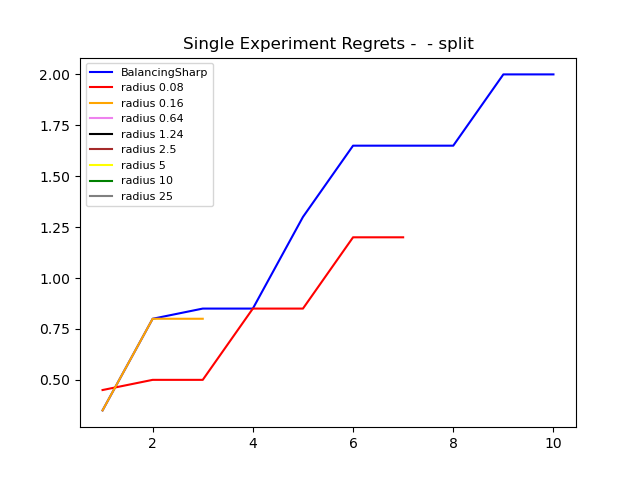 Single Experiment Regrets -  - split
2.00
1.75
1.50
1.25
1.00
0.75
0.50
BalancingSharp
radius 0.08
radius 0.16
radius 0.64
radius 1.24
radius 2.5
radius 5
radius 10
radius 25
2 4 6 8 10